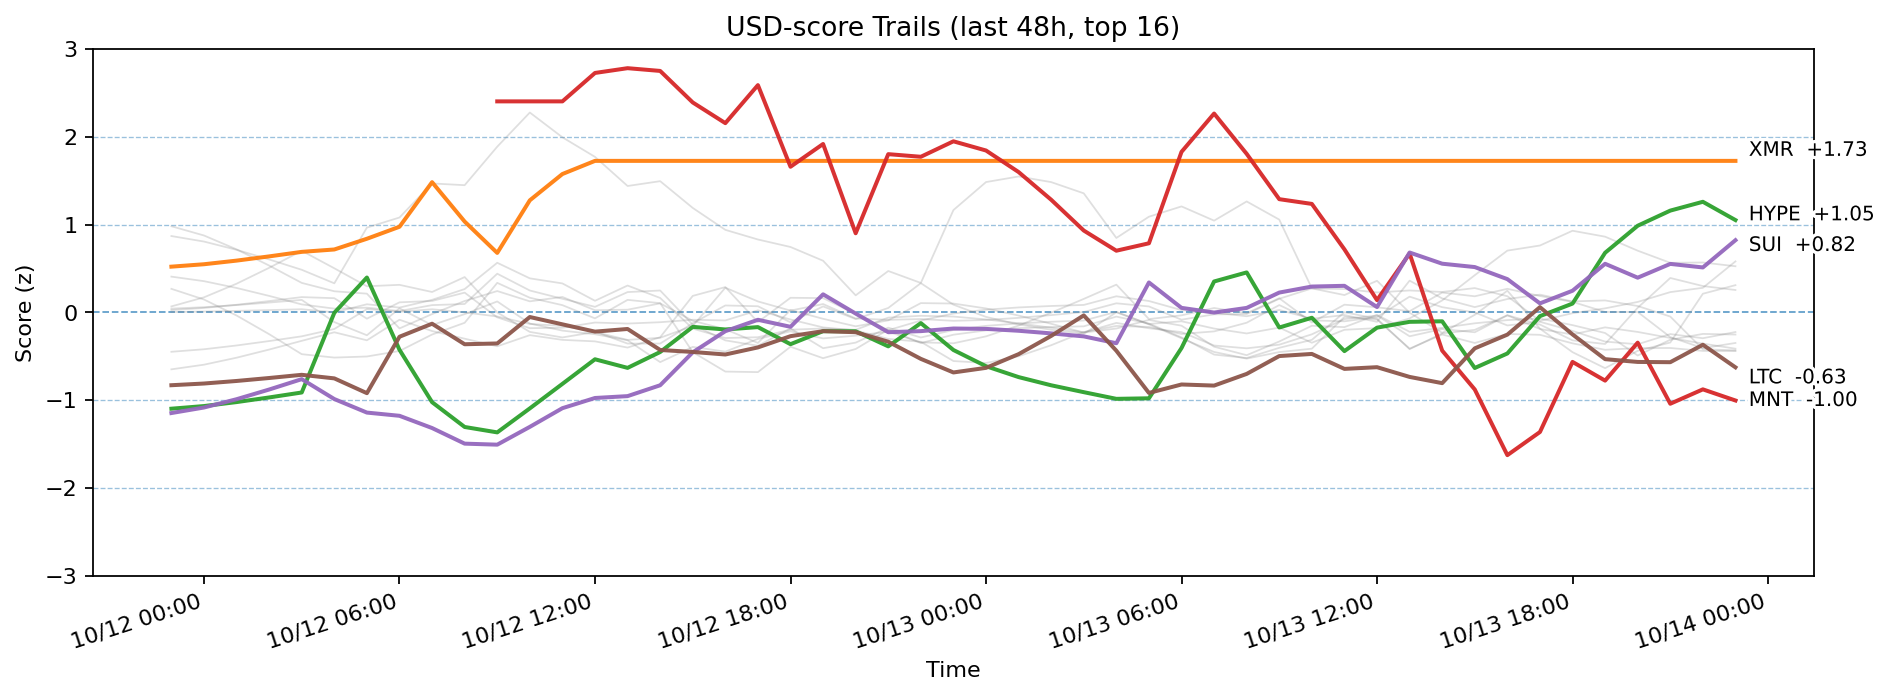 USD-score Trails (last 48h, top 16)
Score (z)
3
2
1
0
−1
−2
−3
XMR +1.73
HYPE +1.05
SUI +0.82
LTC -0.63
MNT -1.00
10/12 00:00
10/12 06:00
10/12 12:00
10/12 18:00
10/13 00:00
10/13 06:00
10/13 12:00
10/13 18:00
10/14 00:00
Time